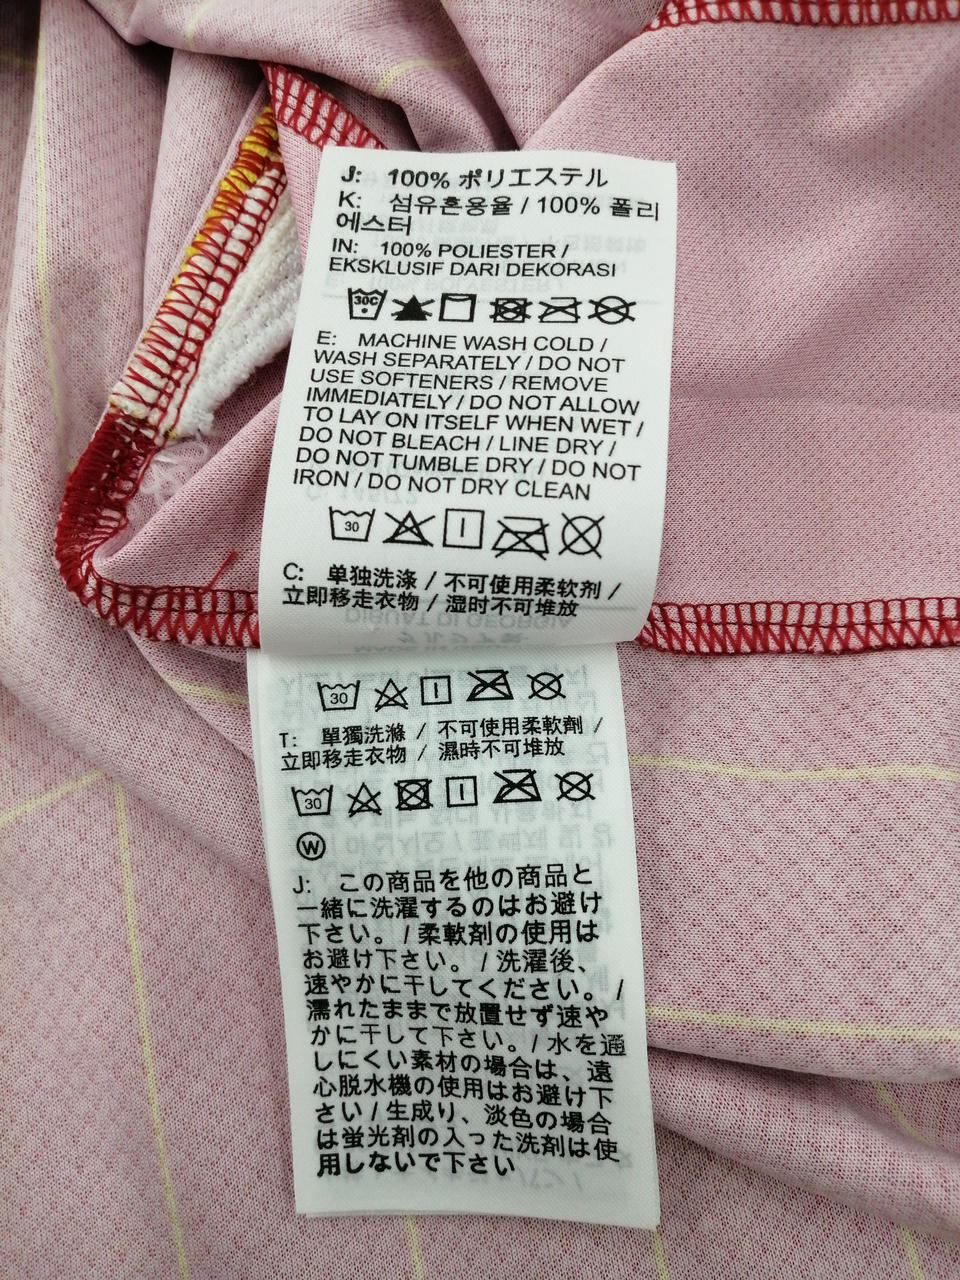 J: 100% ポリエステル
K: 섬유혼용율 / 100% 폴리
에스터
IN: 100% POLIESTER /
EKSKLUSIF DARI DEKORASI
30C
E: MACHINE WASH COLD /
WASH SEPARATELY / DO NOT
USE SOFTENERS / REMOVE
IMMEDIATELY / DO NOT ALLOW
TO LAY ON ITSELF WHEN WET /
DO NOT BLEACH / LINE DRY /
DO NOT TUMBLE DRY / DO NOT
IRON / DO NOT DRY CLEAN
30
C: 单独洗涤 / 不可使用柔软剂 /
立即移走衣物 / 湿时不可堆放
30
T: 單獨洗滌 / 不可使用柔軟劑 /
立即移走衣物 / 濕時不可堆放
30
W
J: この商品を他の商品と
一緒に洗濯するのはお避け
下さい。 / 柔軟剤の使用は
お避け下さい。 / 洗濯後、
速やかに干してください。 /
濡れたままで放置せず速や
かに干して下さい。 / 水を通
しにくい素材の場合は、遠
心脱水機の使用はお避け下
さい / 生成り、淡色の場合
は蛍光剤の入った洗剤は使
用しないで下さい